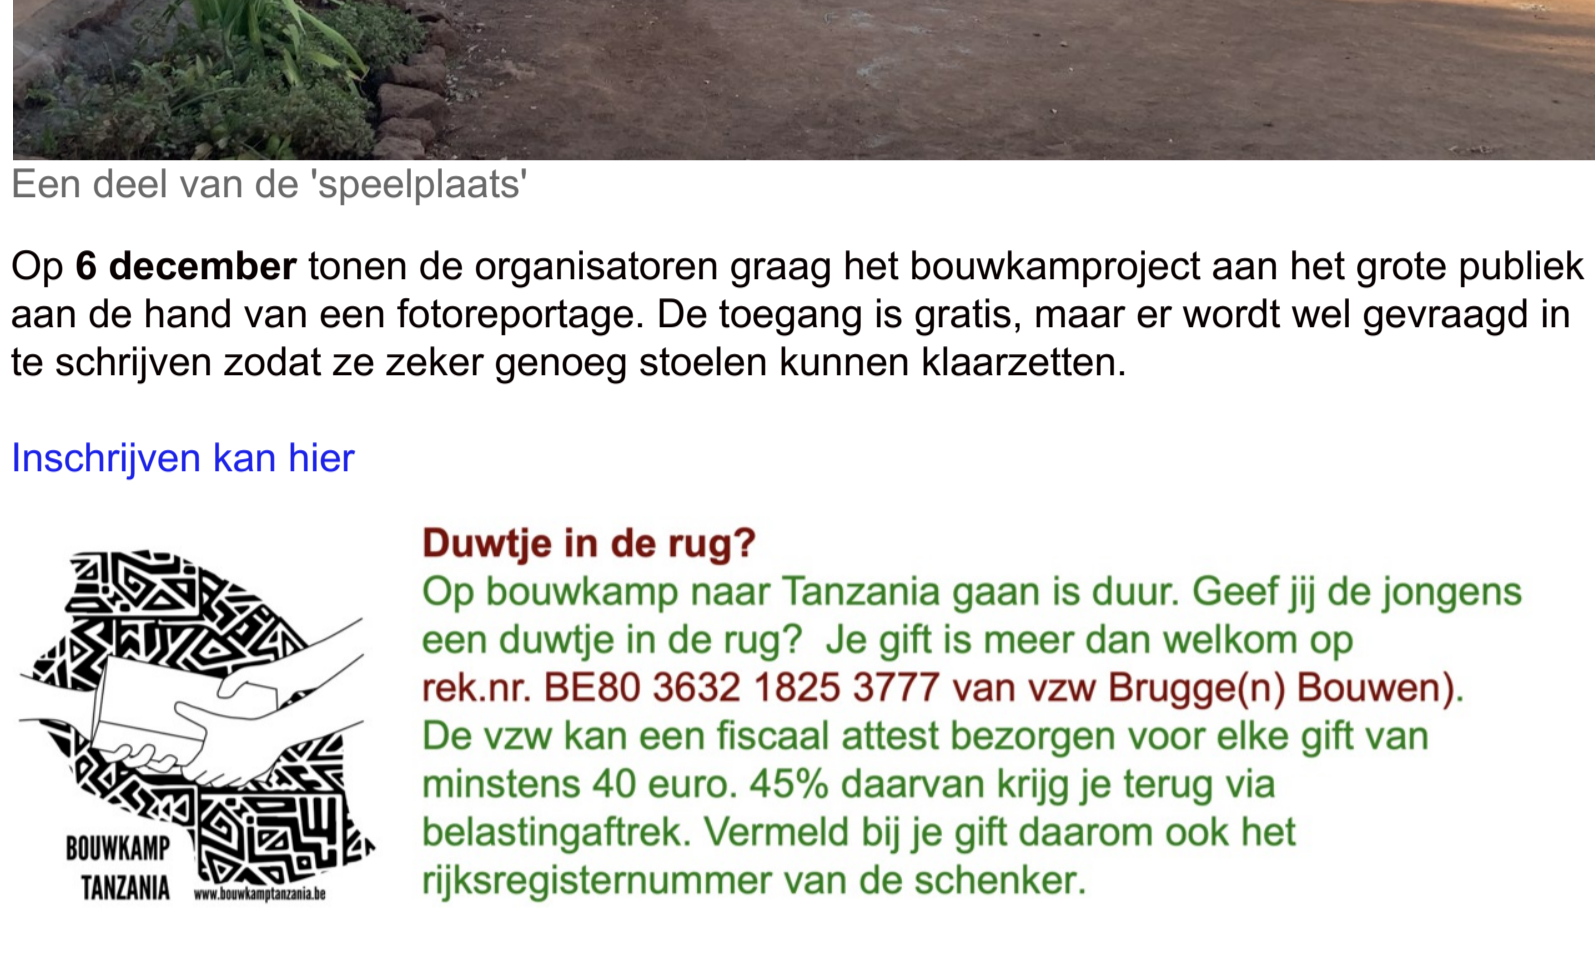 Een deel van de 'speelplaats'
Op 6 december tonen de organisatoren graag het bouwkamproject aan het grote publiek
aan de hand van een fotoreportage. De toegang is gratis, maar er wordt wel gevraagd in
te schrijven zodat ze zeker genoeg stoelen kunnen klaarzetten.
Inschrijven kan hier
Duwtje in de rug?
Op bouwkamp naar Tanzania gaan is duur. Geef jij de jongens
een duwtje in de rug?  Je gift is meer dan welkom op
rek.nr. BE80 3632 1825 3777 van vzw Brugge(n) Bouwen).
De vzw kan een fiscaal attest bezorgen voor elke gift van
minstens 40 euro. 45% daarvan krijg je terug via
belastingaftrek. Vermeld bij je gift daarom ook het
rijksregisternummer van de schenker.
BOUWKAMP
TANZANIA
www.bouwkamptanzania.be